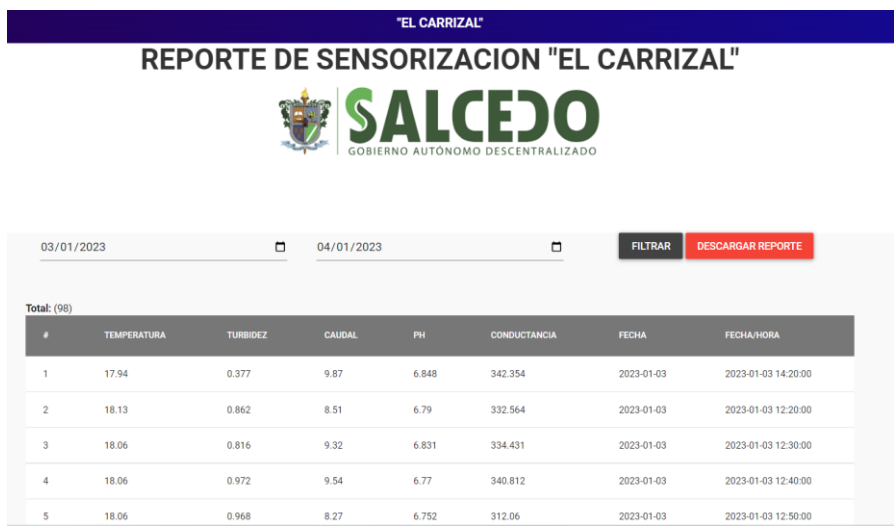 "EL CARRIZAL"
REPORTE DE SENSORIZACION "EL CARRIZAL"
SALCEDO
GOBIERNO AUTÓNOMO DESCENTRALIZADO
03/01/2023 04/01/2023 FILTRAR DESCARGAR REPORTE
Total: (98)
# TEMPERATURA TURBIDEZ CAUDAL PH CONDUCTANCIA FECHA FECHA/HORA
1 17.94 0.377 9.87 6.848 342.354 2023-01-03 2023-01-03 14:20:00
2 18.13 0.862 8.51 6.79 332.564 2023-01-03 2023-01-03 12:20:00
3 18.06 0.816 9.32 6.831 334.431 2023-01-03 2023-01-03 12:30:00
4 18.06 0.972 9.54 6.77 340.812 2023-01-03 2023-01-03 12:40:00
5 18.06 0.968 8.27 6.752 312.06 2023-01-03 2023-01-03 12:50:00